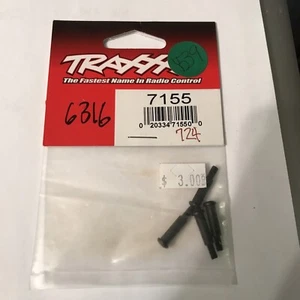 TRAXXAS
The Fastest Name in Radio Control
6316
7155
0 20334 71550 0
724
$ 3.00